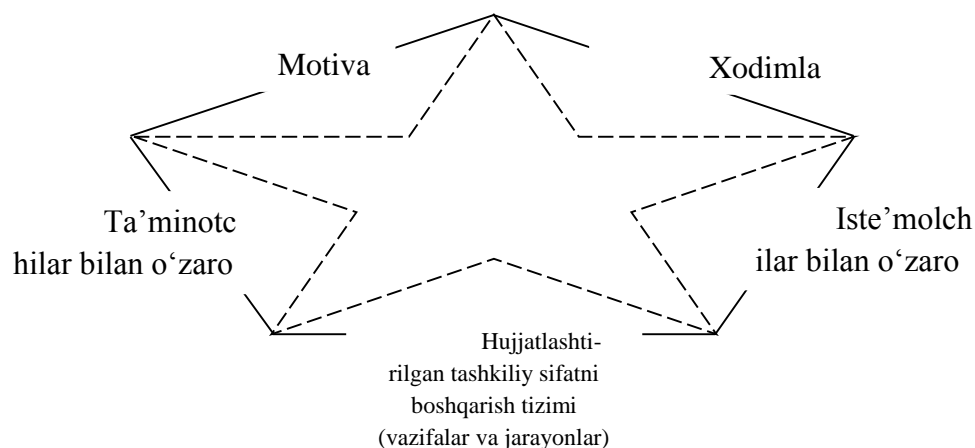 Motiva
Xodimla
Ta’minotc
hilar bilan o‘zaro
Iste’molch
ilar bilan o‘zaro
Hujjatlashti-
rilgan tashkiliy sifatni
boshqarish tizimi
(vazifalar va jarayonlar)